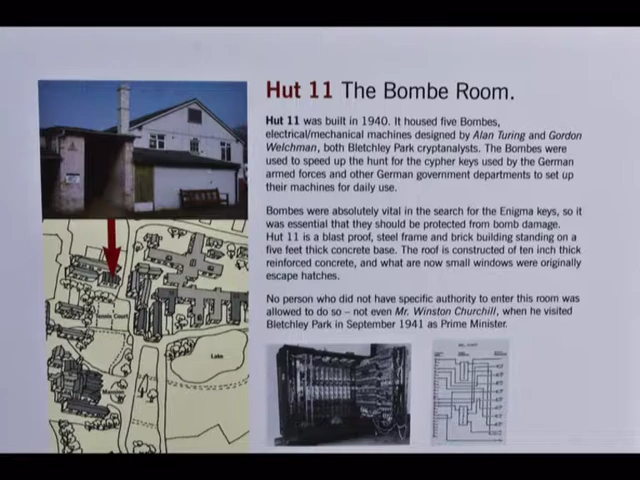 Hut 11 The Bombe Room.
Hut 11 was built in 1940. It housed five Bombes,
electrical/mechanical machines designed by Alan Turing and Gordon
Welchman, both Bletchley Park cryptanalysts. The Bombes were
used to speed up the hunt for the cypher keys used by the German
armed forces and other German government departments to set up
their machines for daily use.
Bombes were absolutely vital in the search for the Enigma keys, so it
was essential that they should be protected from bomb damage.
Hut 11 is a blast proof, steel frame and brick building standing on a
five feet thick concrete base. The roof is constructed of ten inch thick
reinforced concrete, and what are now small windows were originally
escape hatches.
No person who did not have specific authority to enter this room was
allowed to do so – not even Mr. Winston Churchill, when he visited
Bletchley Park in September 1941 as Prime Minister.
Tennis Court
Lake
Mansion